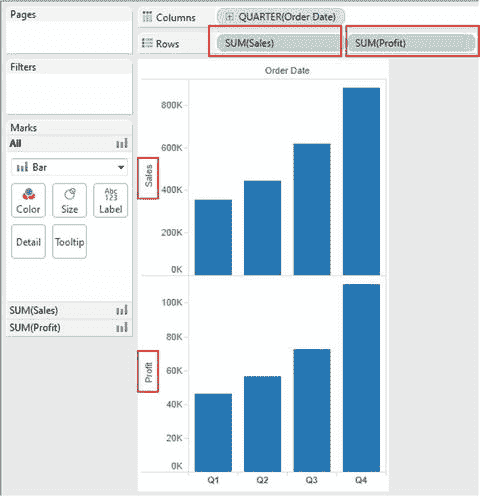 Pages
Columns
QUARTER(Order Date)
Rows
SUM(Sales)
SUM(Profit)
Filters
Marks
All
Bar
Color
Size
Abc
123
Label
Detail
Tooltip
SUM(Sales)
SUM(Profit)
Order Date
Sales
800K
600K
400K
200K
0K
Profit
100K
80K
60K
40K
20K
0K
Q1
Q2
Q3
Q4